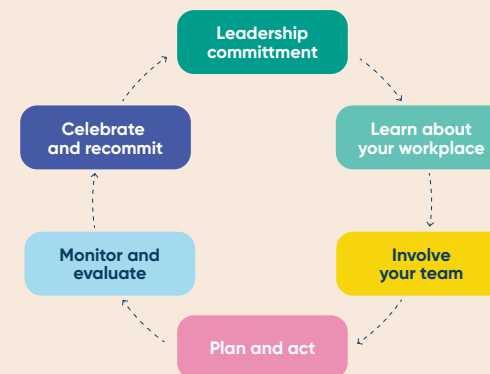 Leadership
committment
Learn about
your workplace
Involve
your team
Plan and act
Monitor and
evaluate
Celebrate
and recommit